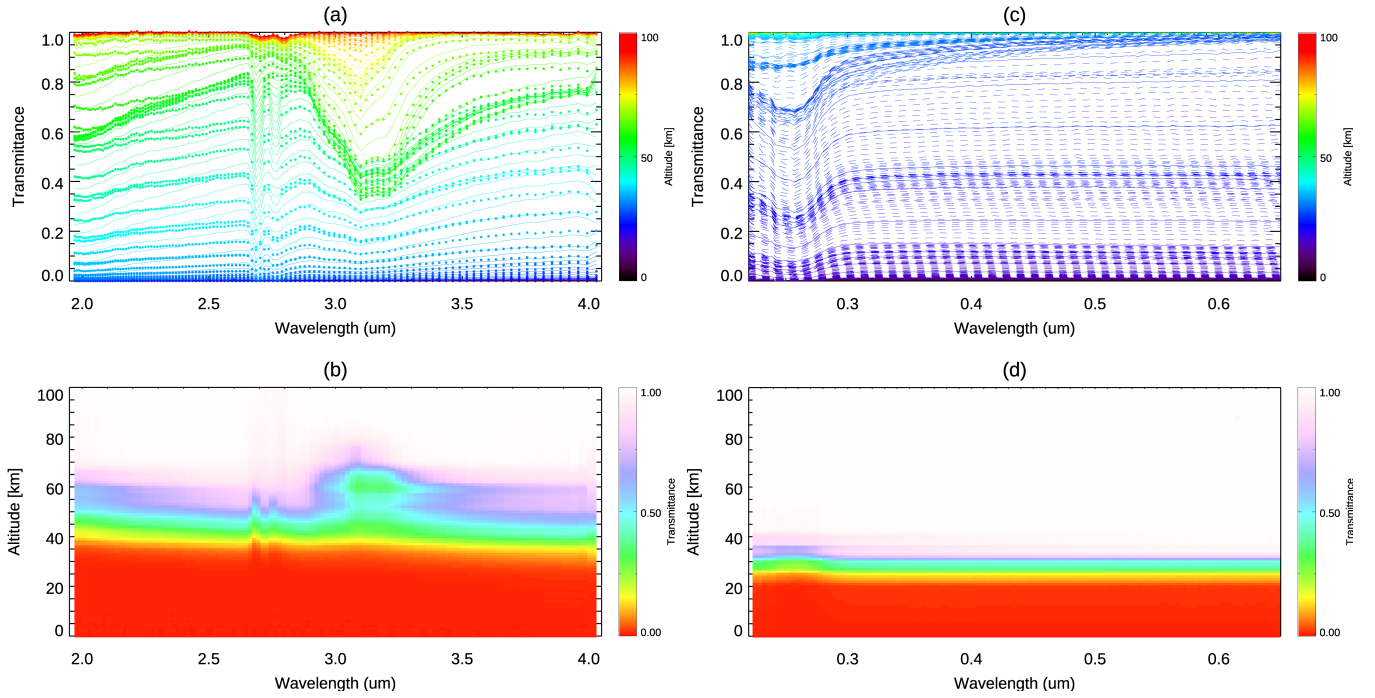 (a)
1.0
0.8
0.6
0.4
0.2
0.0
Transmittance
2.0 2.5 3.0 3.5 4.0
Wavelength (um)
100
50
0
Altitude [km]
(c)
1.0
0.8
0.6
0.4
0.2
0.0
Transmittance
0.3 0.4 0.5 0.6
Wavelength (um)
100
50
0
Altitude [km]
(b)
100
80
60
40
20
0
Altitude [km]
2.0 2.5 3.0 3.5 4.0
Wavelength (um)
1.00
0.50
0.00
Transmittance
(d)
100
80
60
40
20
0
Altitude [km]
0.3 0.4 0.5 0.6
Wavelength (um)
1.00
0.50
0.00
Transmittance